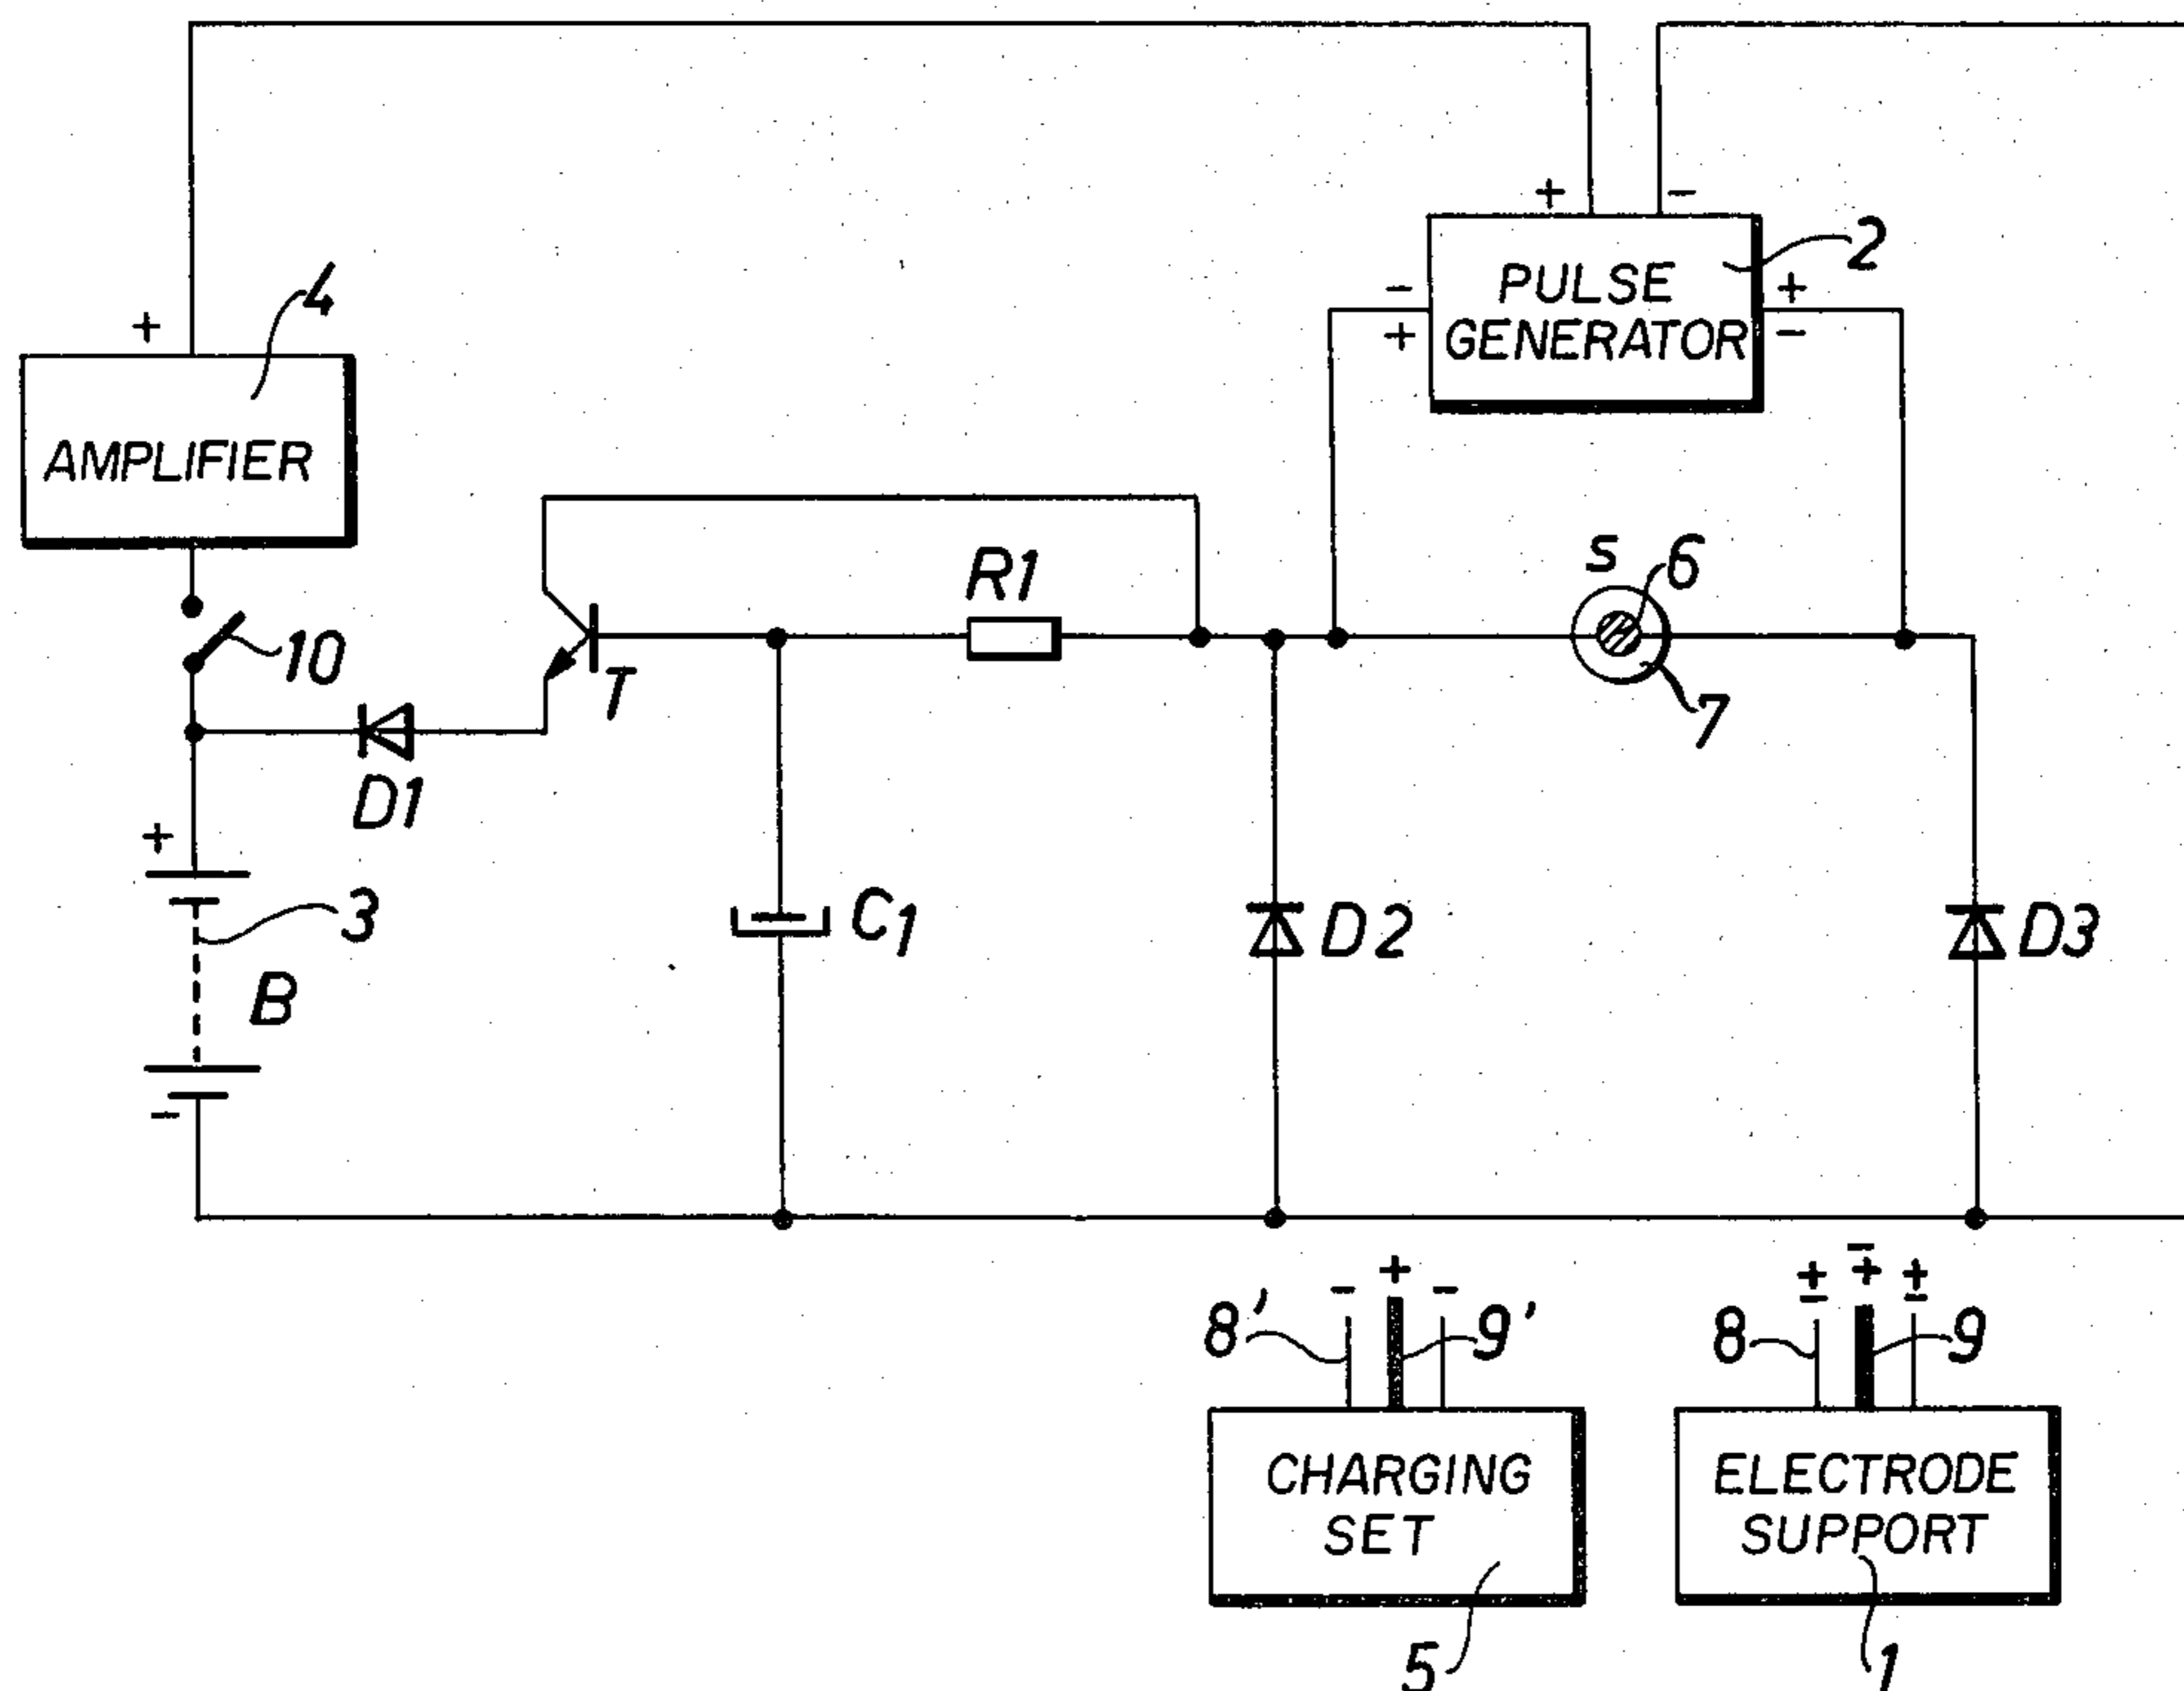 + -
2
PULSE
GENERATOR
- +
+ -
4
+
AMPLIFIER
10
R1
S 6
T
7
D1
+
3
C1
D2
D3
B
-
- + -
± ∓ ±
8' 9'
8 9
CHARGING
SET
ELECTRODE
SUPPORT
5
1